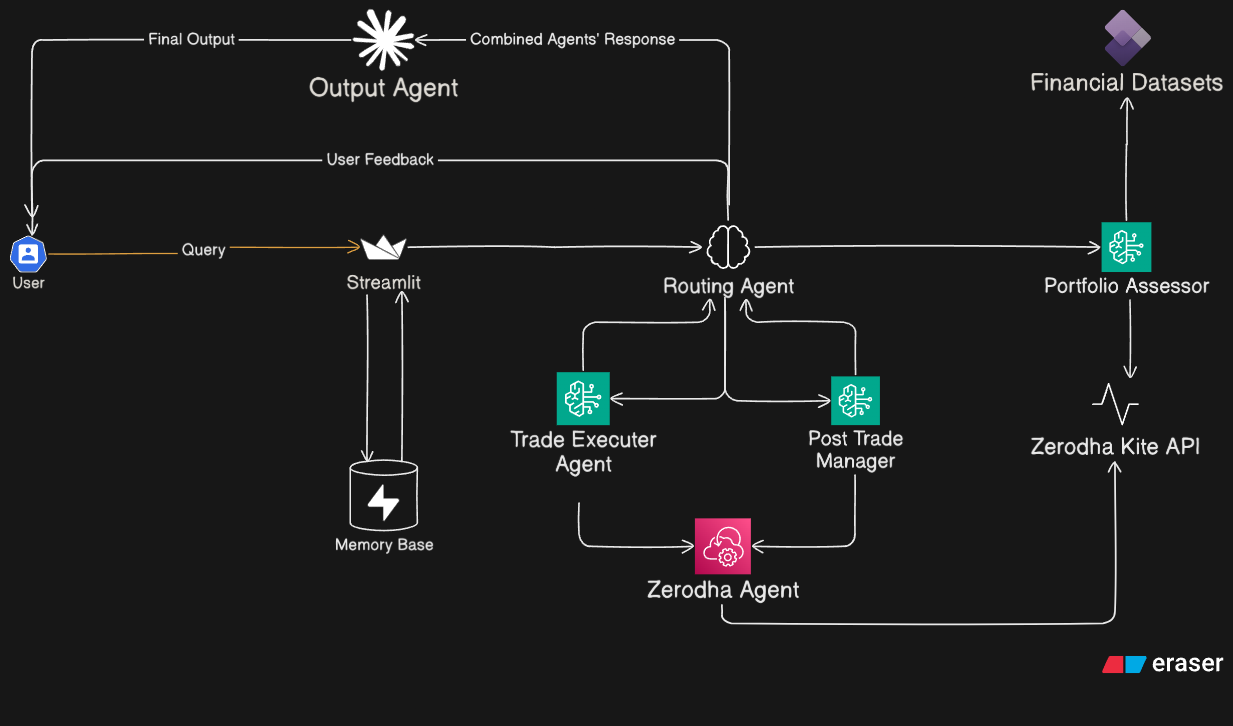 Final Output
Combined Agents' Response
Output Agent
Financial Datasets
User Feedback
Query
User
Streamlit
Routing Agent
Portfolio Assessor
Trade Executer
Agent
Post Trade
Manager
Zerodha Kite API
Memory Base
Zerodha Agent
eraser